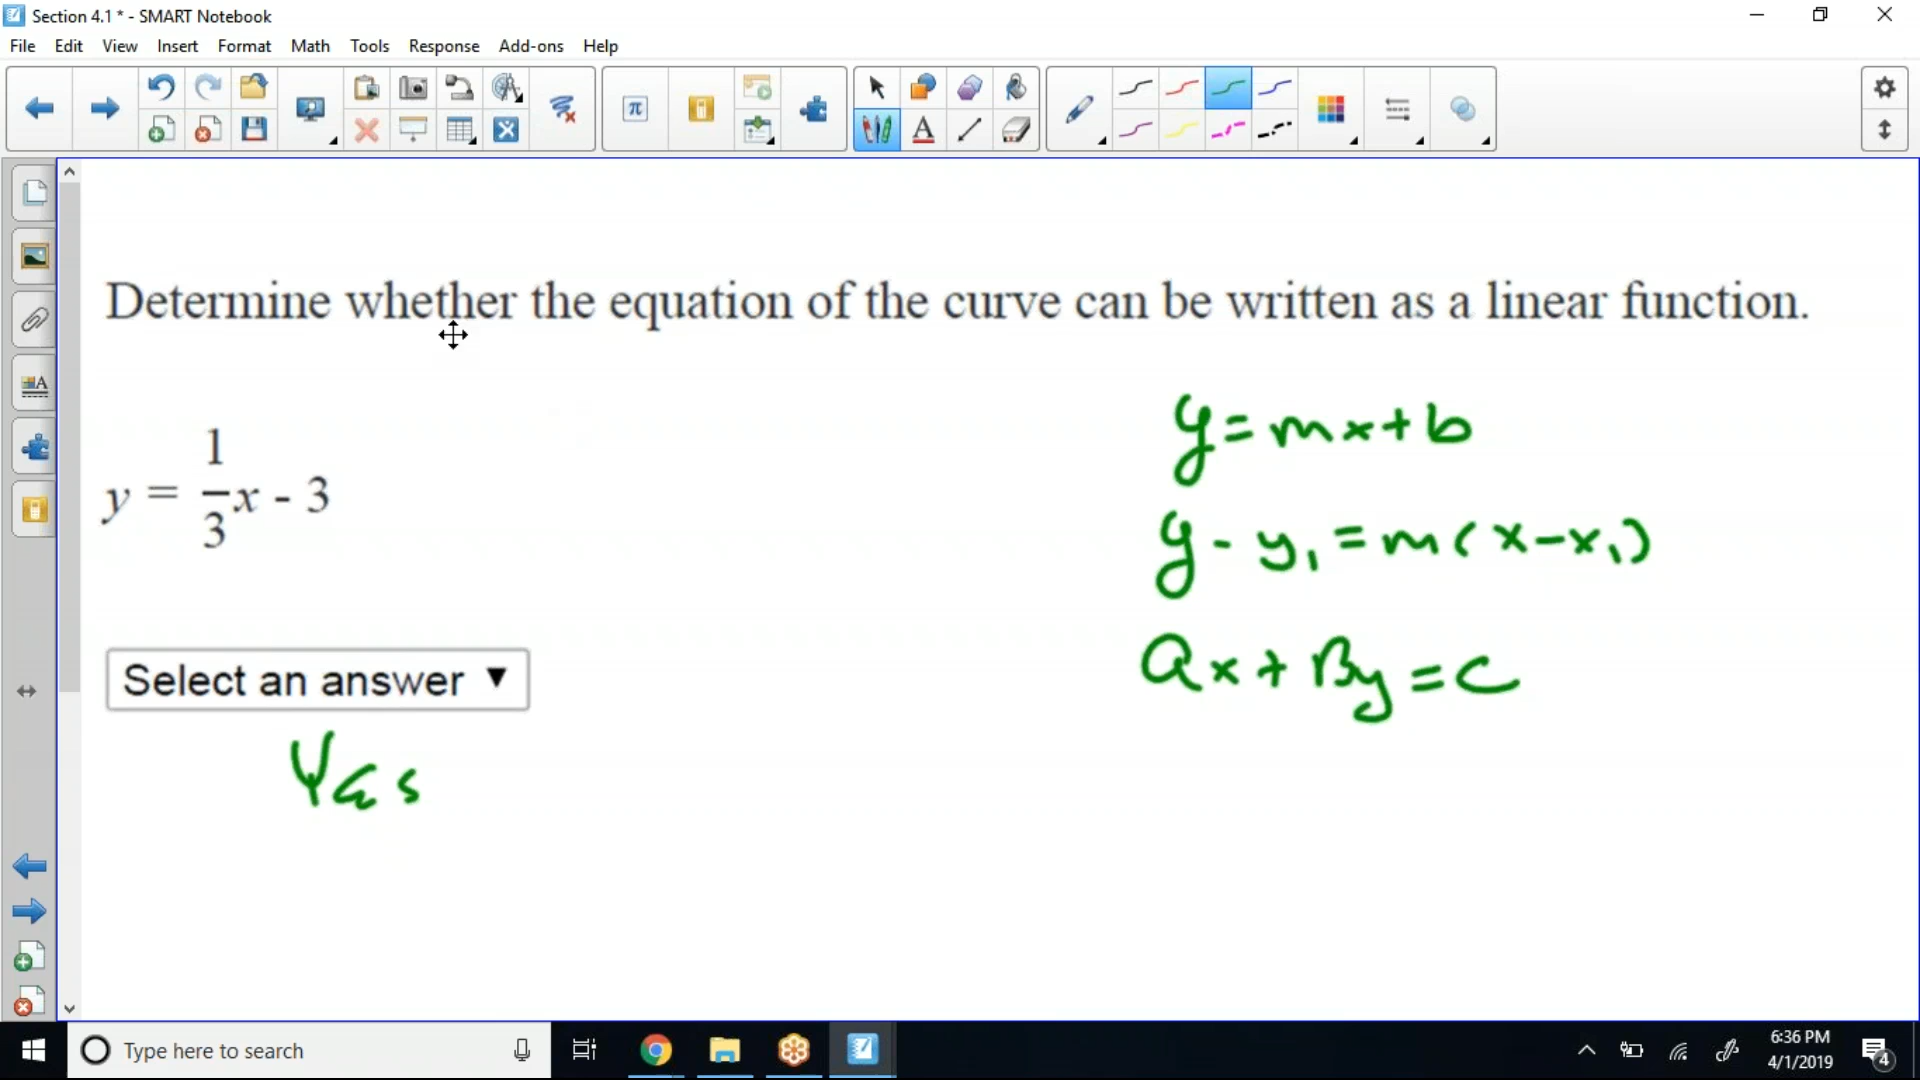 Section 4.1 * - SMART Notebook
File Edit View Insert Format Math Tools Response Add-ons Help
Determine whether the equation of the curve can be written as a linear function.
y = 1/3 x - 3
y = mx + b
y - y₁ = m(x - x₁)
Ax + By = C
Select an answer ▼
Yes
Type here to search
6:36 PM
4/1/2019
4